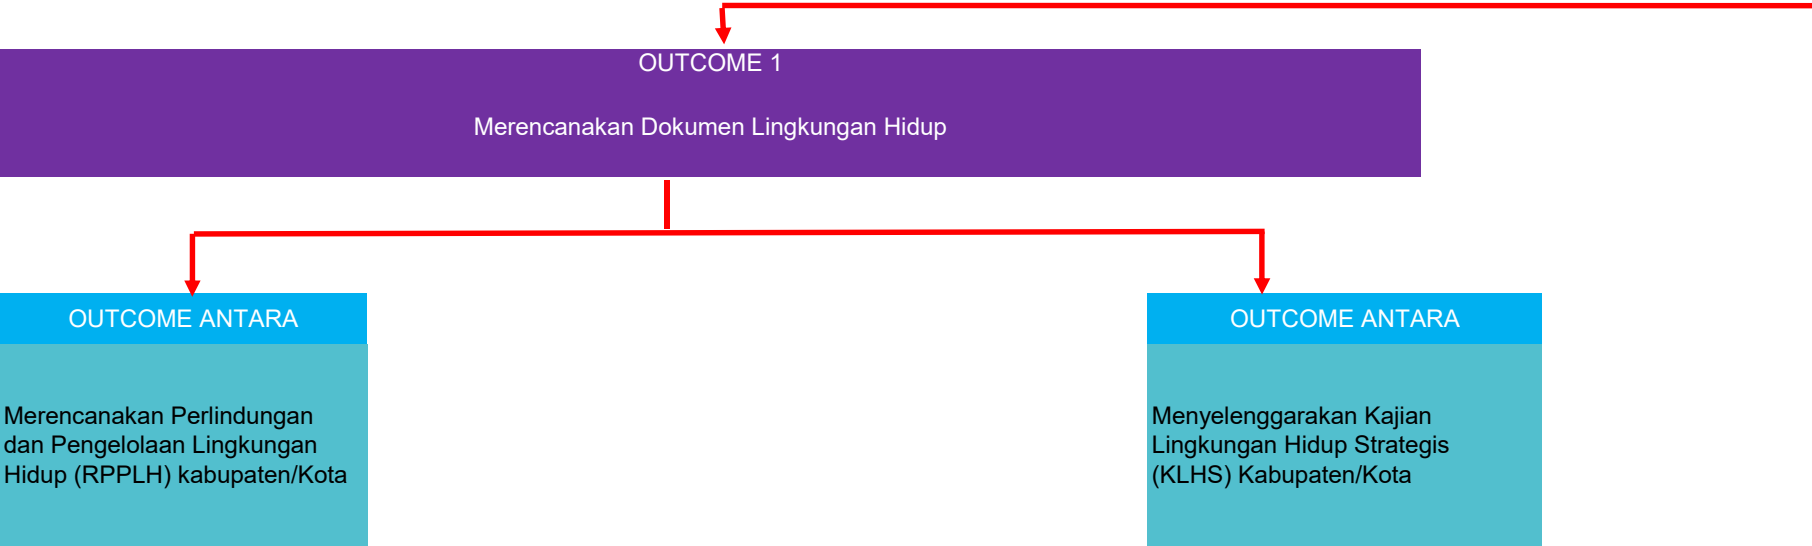 OUTCOME 1
Merencanakan Dokumen Lingkungan Hidup
OUTCOME ANTARA
Merencanakan Perlindungan
dan Pengelolaan Lingkungan
Hidup (RPPLH) kabupaten/Kota
OUTCOME ANTARA
Menyelenggarakan Kajian
Lingkungan Hidup Strategis
(KLHS) Kabupaten/Kota